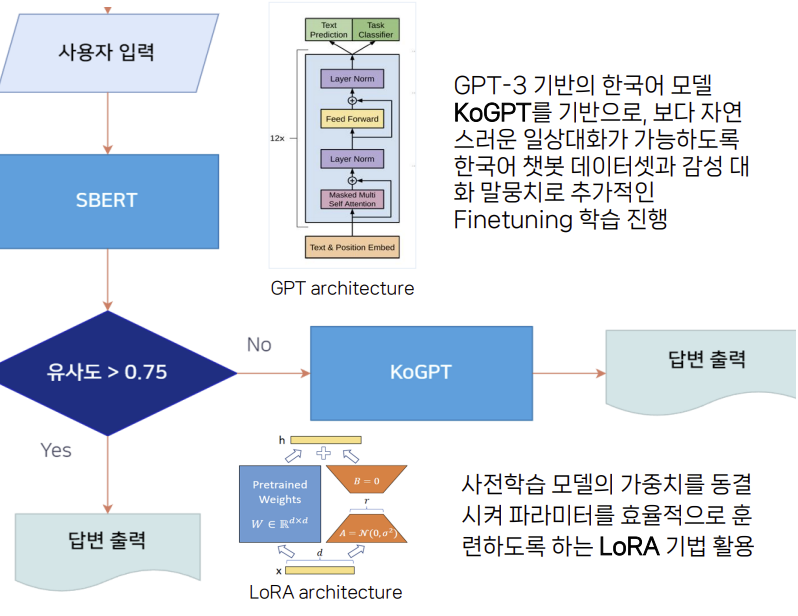 사용자 입력
SBERT
유사도 > 0.75
Yes
No
답변 출력
KoGPT
답변 출력
Text Prediction
Task Classifier
12x
Layer Norm
Feed Forward
Layer Norm
Masked Multi Self Attention
Text & Position Embed
GPT architecture
GPT-3 기반의 한국어 모델
KoGPT를 기반으로, 보다 자연
스러운 일상대화가 가능하도록
한국어 챗봇 데이터셋과 감성 대
화 말뭉치로 추가적인
Finetuning 학습 진행
h
Pretrained
Weights
W ∈ ℝ^{d×d}
B = 0
r
A = 𝒩(0, σ²)
d
x
LoRA architecture
사전학습 모델의 가중치를 동결
시켜 파라미터를 효율적으로 훈
련하도록 하는 LoRA 기법 활용